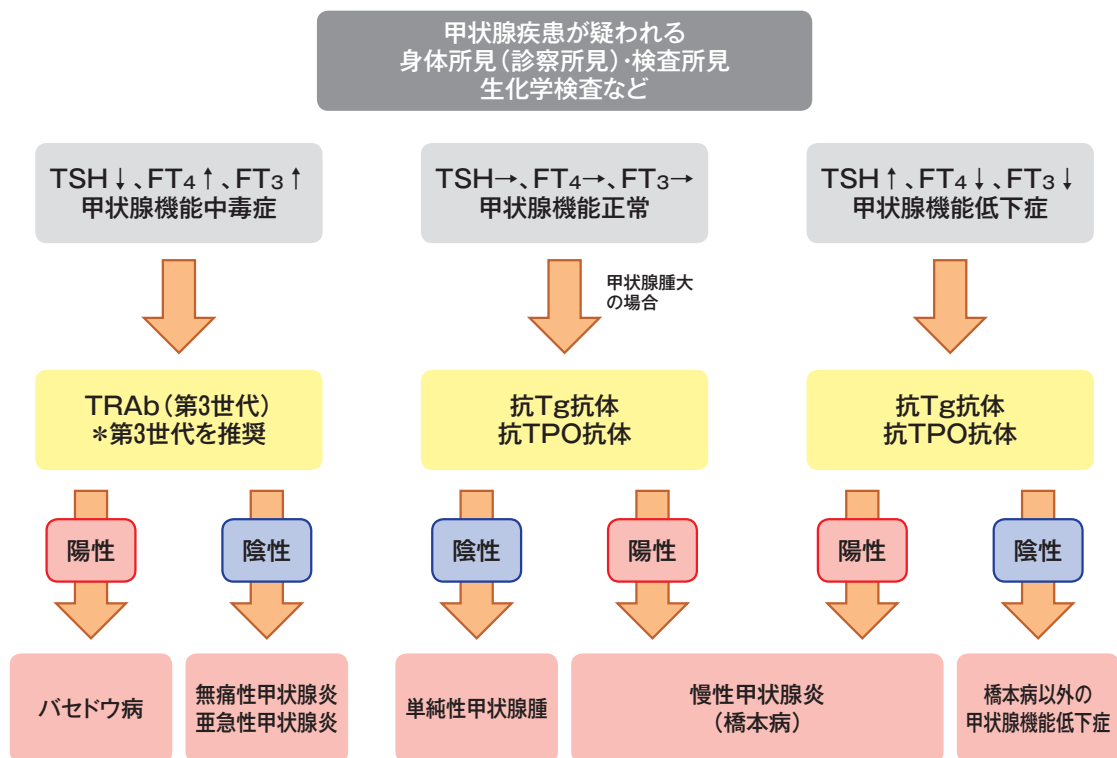 甲状腺疾患が疑われる
身体所見(診察所見)・検査所見
生化学検査など
TSH↓、FT₄↑、FT₃↑
甲状腺機能中毒症
TSH→、FT₄→、FT₃→
甲状腺機能正常
TSH↑、FT₄↓、FT₃↓
甲状腺機能低下症
甲状腺腫大
の場合
TRAb(第3世代)
*第3世代を推奨
抗Tg抗体
抗TPO抗体
抗Tg抗体
抗TPO抗体
陽性
陰性
陰性
陽性
陽性
陰性
バセドウ病
無痛性甲状腺炎
亜急性甲状腺炎
単純性甲状腺腫
慢性甲状腺炎
(橋本病)
橋本病以外の
甲状腺機能低下症